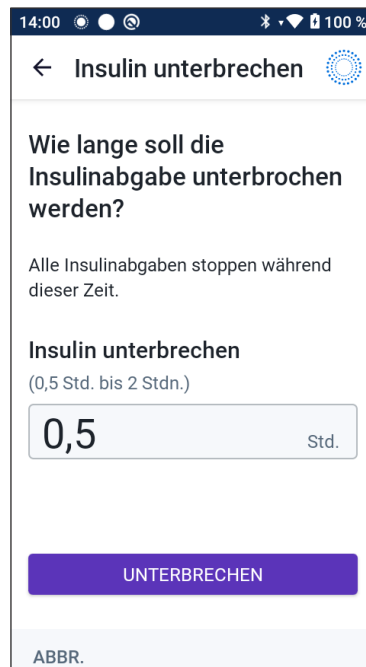 14:00 100 %
Insulin unterbrechen
Wie lange soll die
Insulinabgabe unterbrochen
werden?
Alle Insulinabgaben stoppen während
dieser Zeit.
Insulin unterbrechen
(0,5 Std. bis 2 Stdn.)
0,5 Std.
UNTERBRECHEN
ABBR.